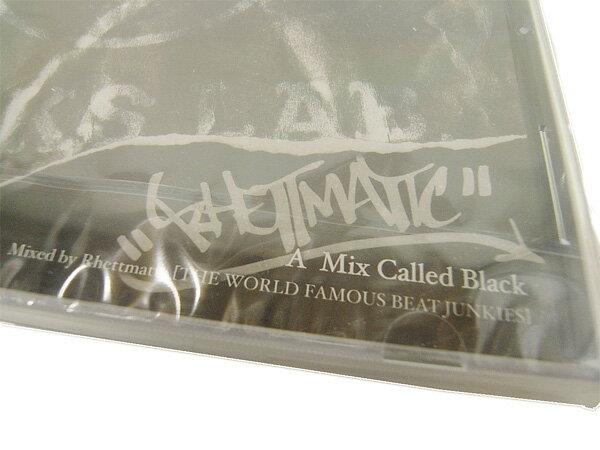 "RHETTMATIC"
A Mix Called Black
Mixed by Rhettmatic [THE WORLD FAMOUS BEAT JUNKIES]